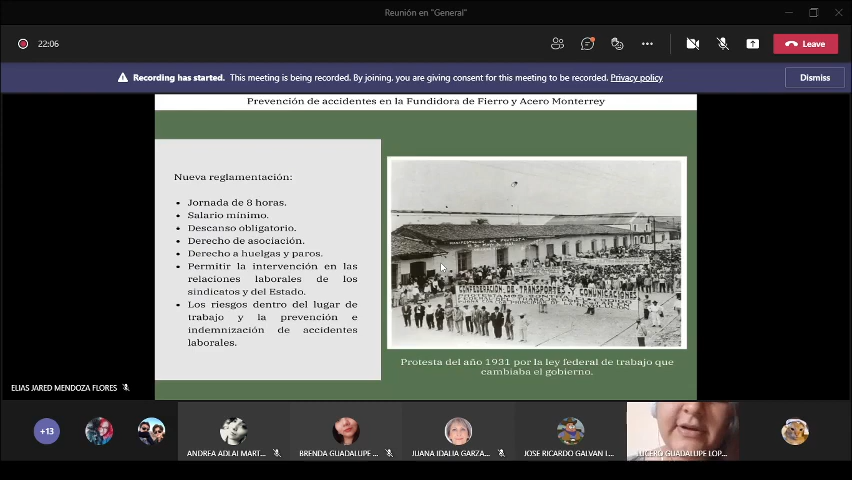 Reunión en "General"
22:06
Leave
Recording has started. This meeting is being recorded. By joining, you are giving consent for this meeting to be recorded. Privacy policy
Dismiss
Prevención de accidentes en la Fundidora de Fierro y Acero Monterrey
Nueva reglamentación:
• Jornada de 8 horas.
• Salario mínimo.
• Descanso obligatorio.
• Derecho de asociación.
• Derecho a huelgas y paros.
• Permitir la intervención en las
relaciones laborales de los
sindicatos y del Estado.
• Los riesgos dentro del lugar de
trabajo y la prevención e
indemnización de accidentes
laborales.
MANIFESTACION DE PROTESTA
CONFEDERACION DE TRANSPORTES Y COMUNICACIONES
Protesta del año 1931 por la ley federal de trabajo que
cambiaba el gobierno.
ELIAS JARED MENDOZA FLORES
+13
ANDREA ADLAI MART...
BRENDA GUADALUPE ...
JUANA IDALIA GARZA...
JOSE RICARDO GALVAN I...
LUCERO GUADALUPE LOP...